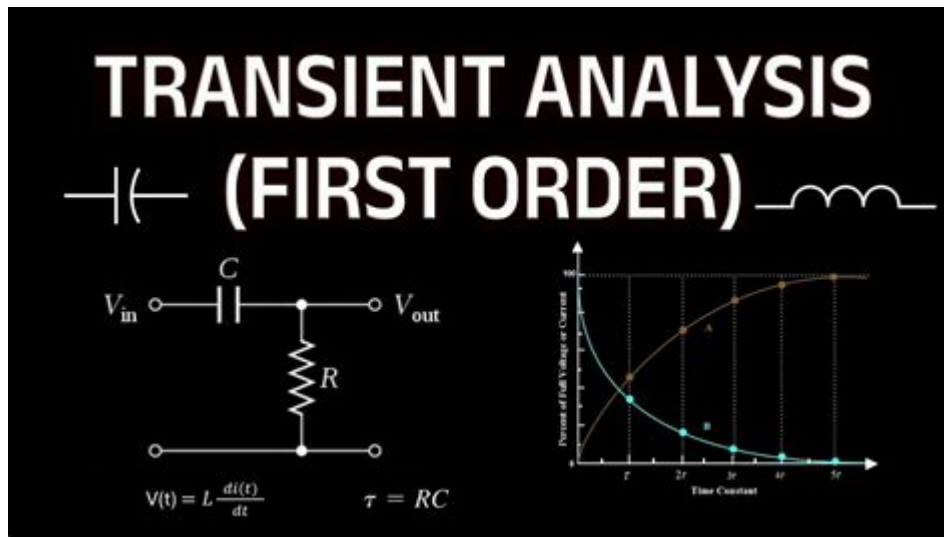 TRANSIENT ANALYSIS
(FIRST ORDER)
C
V_in
V_out
R
V(t) = L di(t)/dt
τ = RC
Percent of Full Voltage or Current
100
A
B
0
τ 2τ 3τ 4τ 5τ
Time Constant